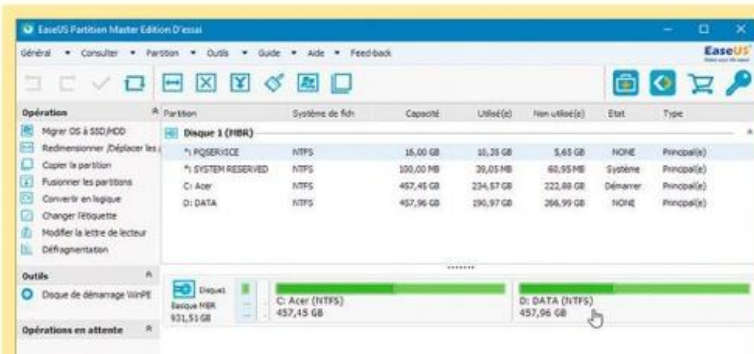 EaseUS Partition Master Edition D'essai
Général Consulter Partition Outils Guide Aide Feedback
EaseUS
Opération
Migrer OS à SSD/HDD
Redimensionner /Déplacer les
Copier la partition
Fusionner les partitions
Convertir en logique
Changer l'étiquette
Modifier la lettre de lecteur
Défragmentation
Outils
Disque de démarrage WinPE
Opérations en attente
Partition Système de fich Capacité Utilisé(e) Non utilisé(e) Etat Type
Disque 1 (MBR)
*: PQSERVICE NTFS 16,00 GB 10,35 GB 5,65 GB NONE Principal(e)
*: SYSTEM RESERVED NTFS 100,00 MB 39,05 MB 60,95 MB Système Principal(e)
C: Acer NTFS 457,45 GB 234,57 GB 222,88 GB Démarrer Principal(e)
D: DATA NTFS 457,96 GB 190,97 GB 266,99 GB NONE Principal(e)
Disque1
Basique MBR
931,51 GB
C: Acer (NTFS)
457,45 GB
D: DATA (NTFS)
457,96 GB